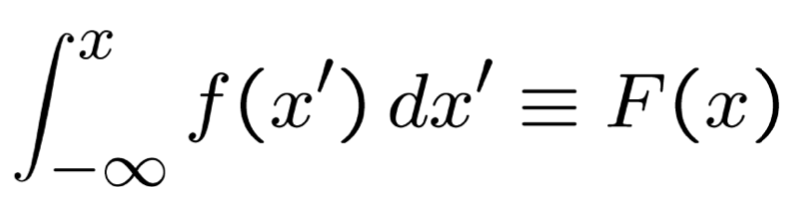 ∫_{-∞}^{x} f(x′) dx′ ≡ F(x)